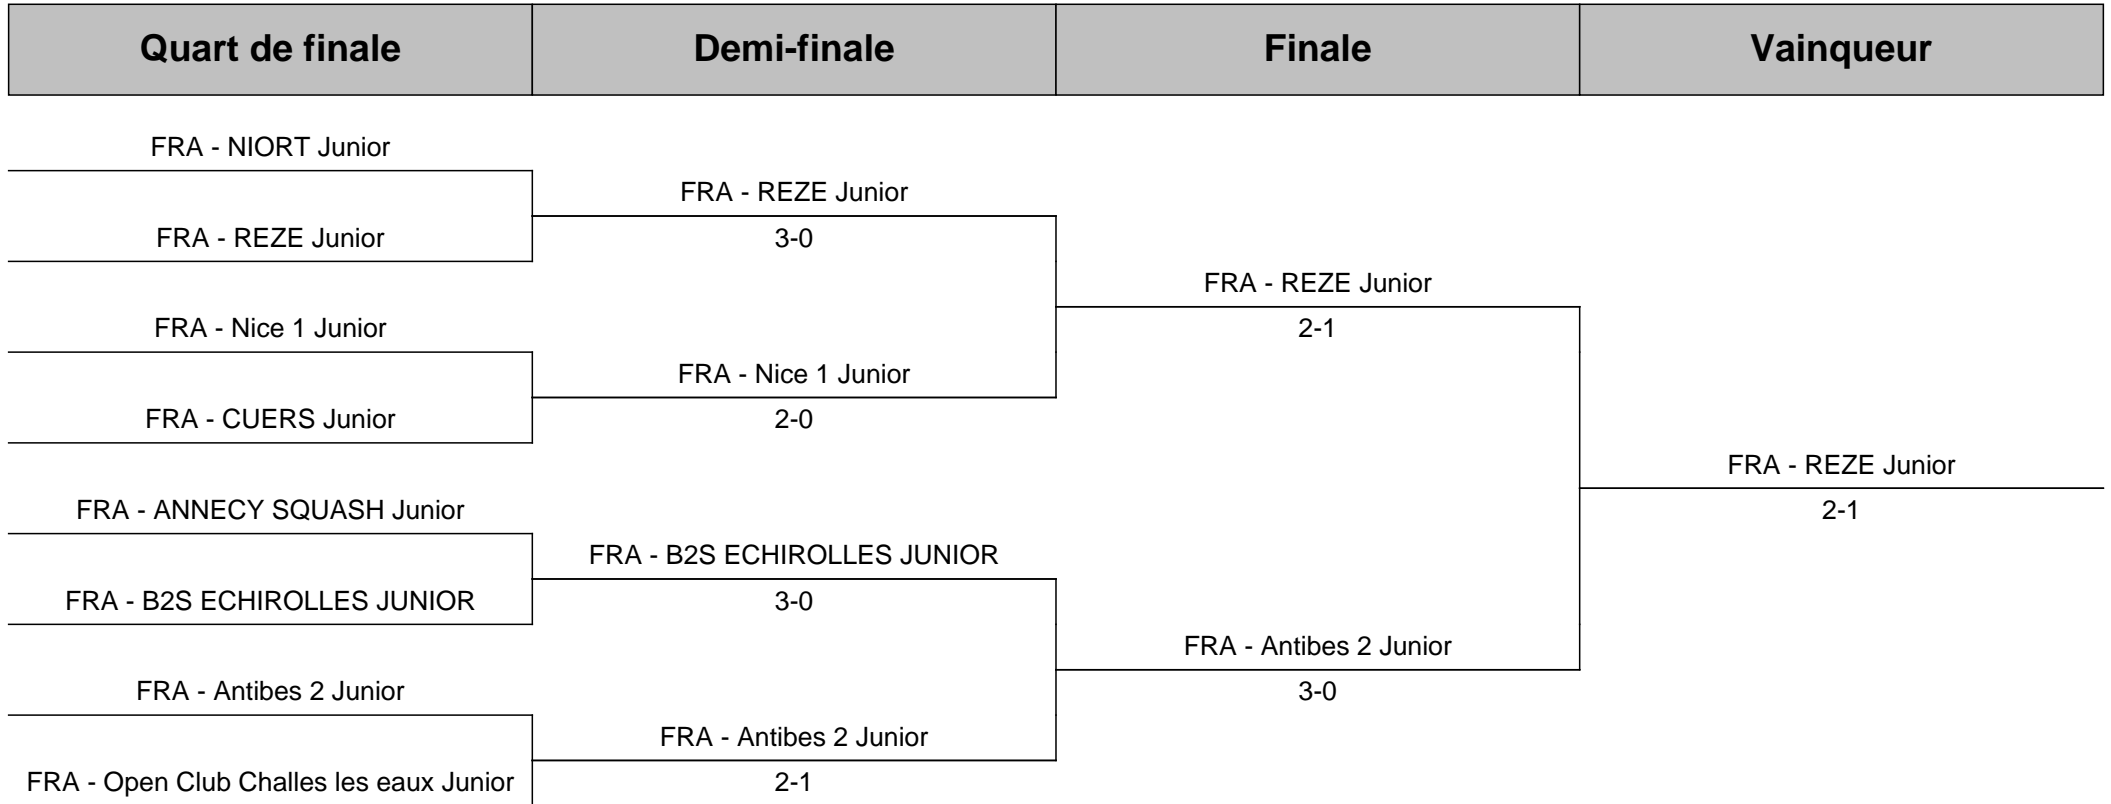 Quart de finale Demi-finale Finale Vainqueur
FRA - NIORT Junior
FRA - REZE Junior
FRA - REZE Junior
3-0
FRA - REZE Junior
FRA - Nice 1 Junior
2-1
FRA - Nice 1 Junior
FRA - CUERS Junior
2-0
FRA - REZE Junior
FRA - ANNECY SQUASH Junior
2-1
FRA - B2S ECHIROLLES JUNIOR
FRA - B2S ECHIROLLES JUNIOR
3-0
FRA - Antibes 2 Junior
FRA - Antibes 2 Junior
3-0
FRA - Antibes 2 Junior
FRA - Open Club Challes les eaux Junior
2-1